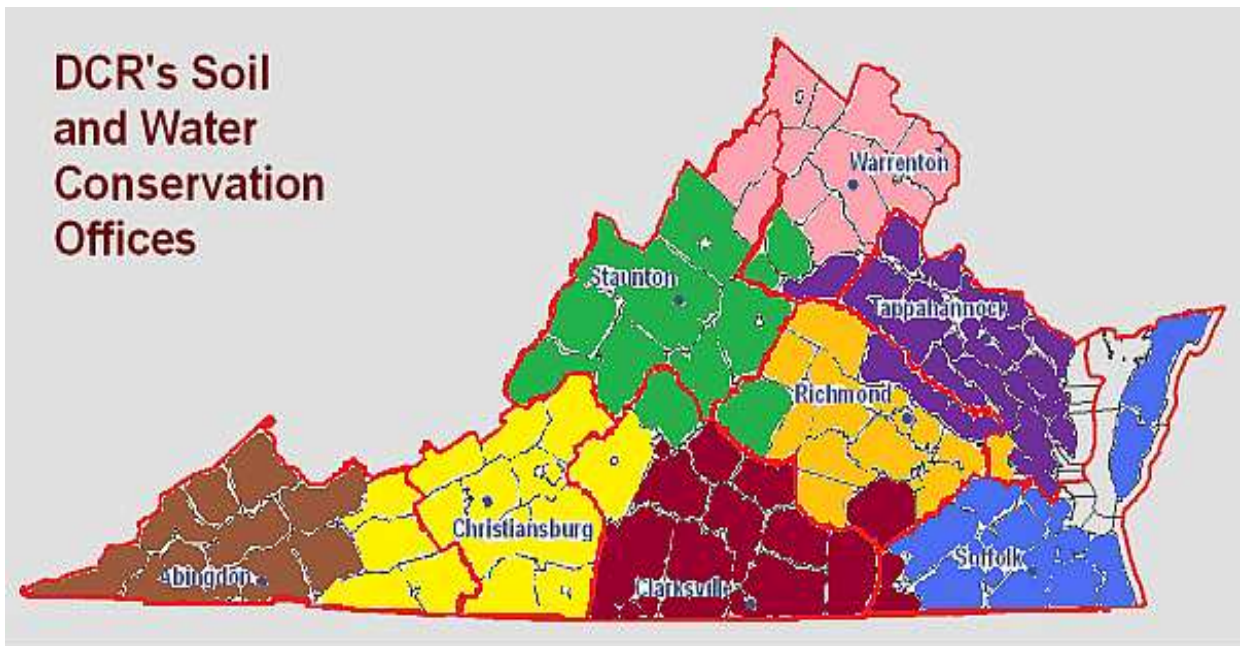 DCR's Soil
and Water
Conservation
Offices
Warrenton
Staunton
Tappahannock
Richmond
Christiansburg
Suffolk
Abingdon
Clarksville